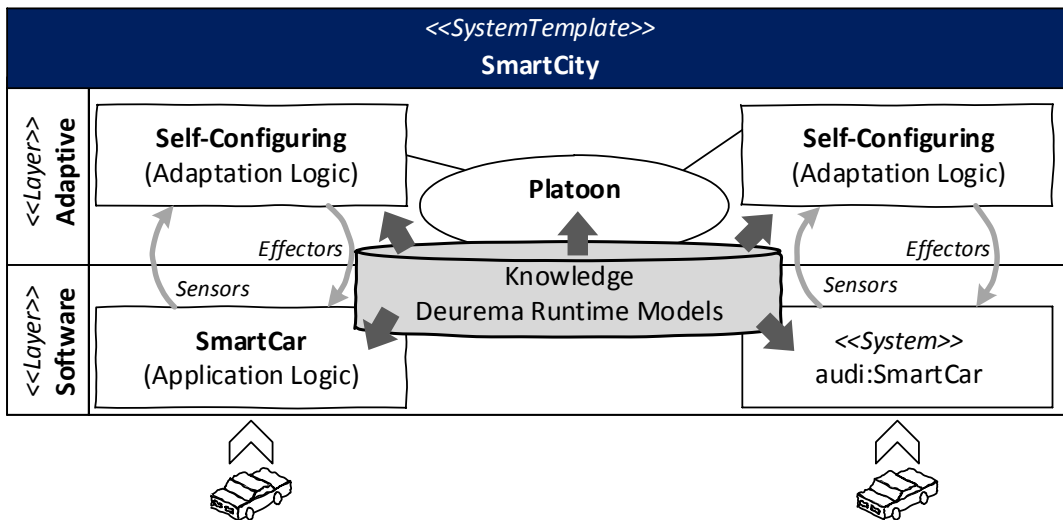 <<SystemTemplate>>
SmartCity
<<Layer>>
Adaptive
Self-Configuring
(Adaptation Logic)
Platoon
Self-Configuring
(Adaptation Logic)
Effectors
Sensors
Effectors
Sensors
Knowledge
Deurema Runtime Models
<<Layer>>
Software
SmartCar
(Application Logic)
<<System>>
audi:SmartCar